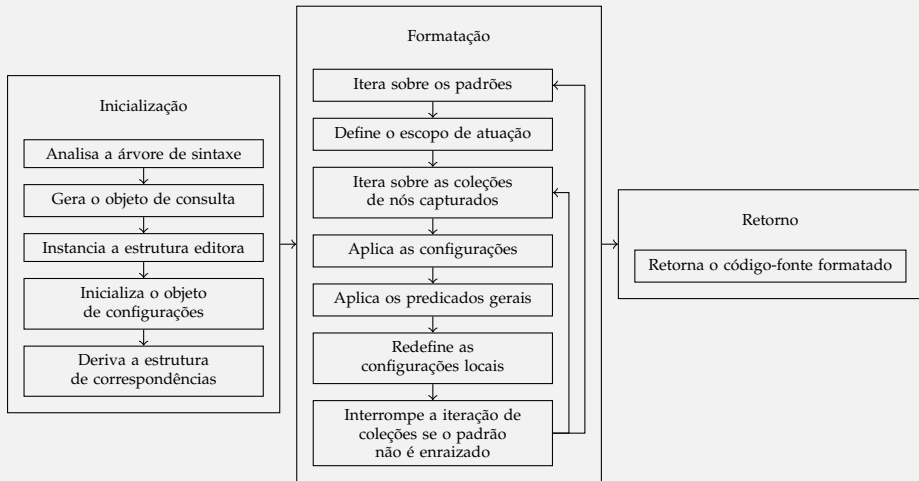 Inicialização
Analisa a árvore de sintaxe
Gera o objeto de consulta
Instancia a estrutura editora
Inicializa o objeto
de configurações
Deriva a estrutura
de correspondências
Formatação
Itera sobre os padrões
Define o escopo de atuação
Itera sobre as coleções
de nós capturados
Aplica as configurações
Aplica os predicados gerais
Redefine as
configurações locais
Interrompe a iteração de
coleções se o padrão
não é enraizado
Retorno
Retorna o código-fonte formatado